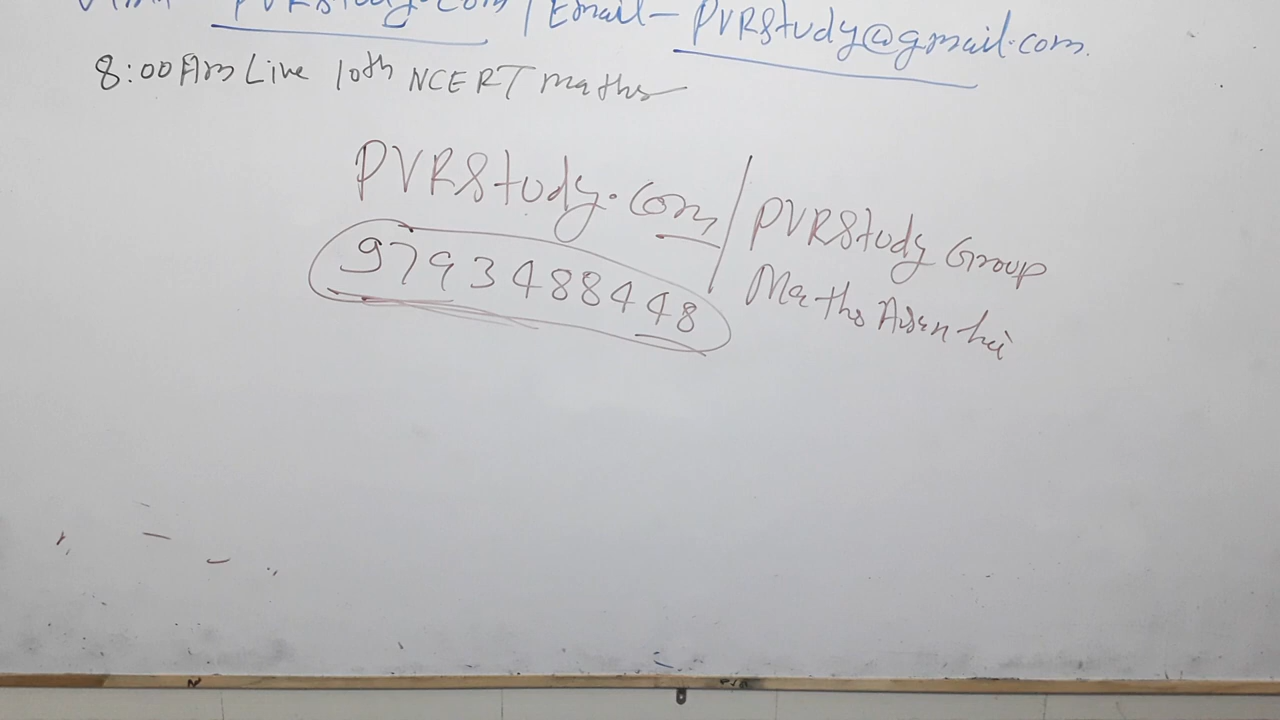 Visit - PVRStudy.com / Email - PVRStudy@gmail.com.
8:00 Am Live 10th NCERT maths
PVRStudy.com / PVRStudy Group
9793488448
Maths Aasan hai